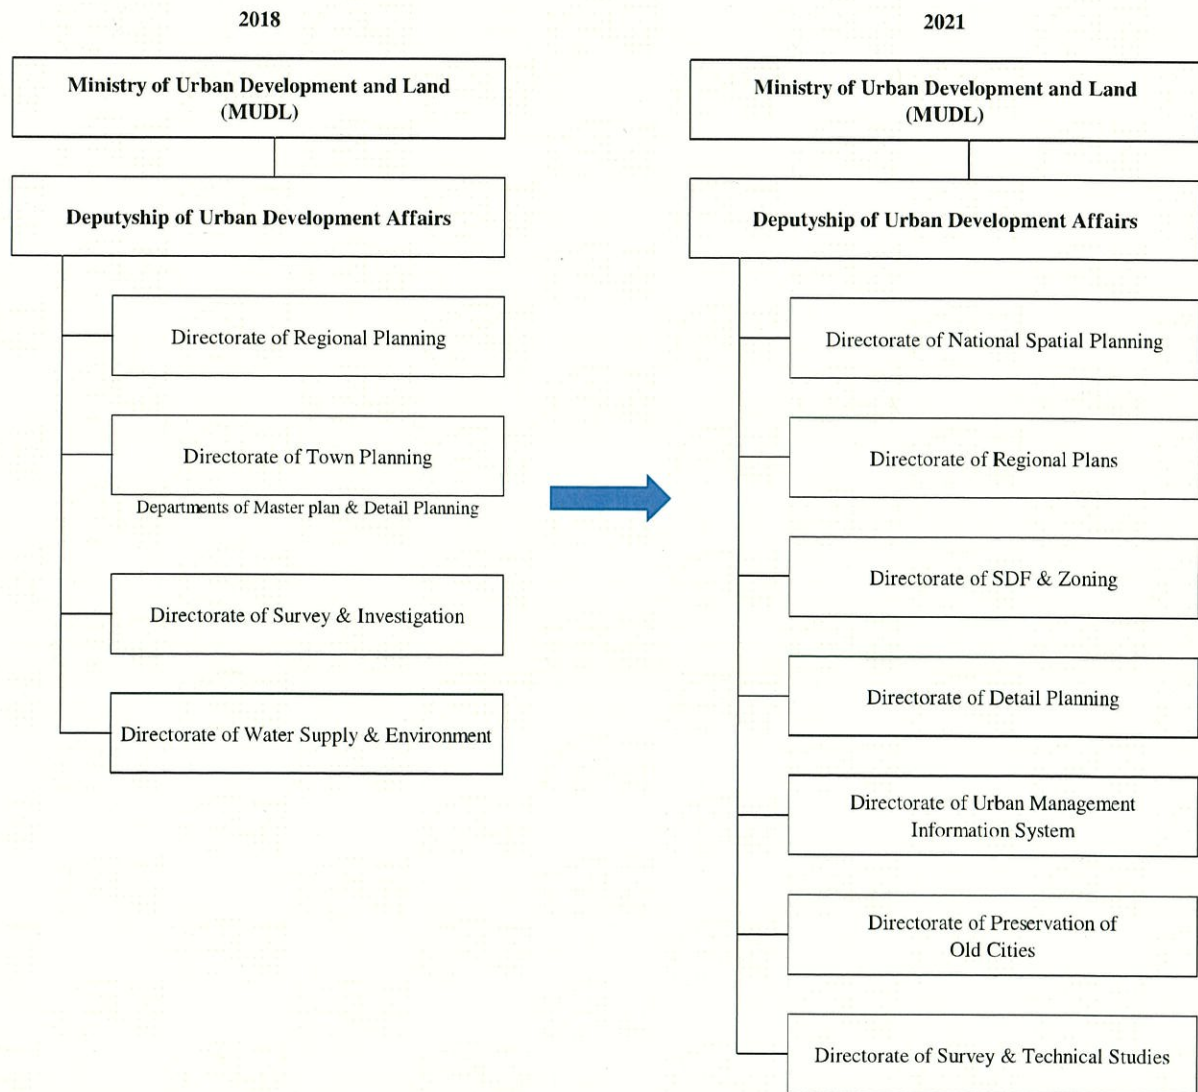 2018
Ministry of Urban Development and Land
(MUDL)
Deputyship of Urban Development Affairs
Directorate of Regional Planning
Directorate of Town Planning
Departments of Master plan & Detail Planning
Directorate of Survey & Investigation
Directorate of Water Supply & Environment
2021
Ministry of Urban Development and Land
(MUDL)
Deputyship of Urban Development Affairs
Directorate of National Spatial Planning
Directorate of Regional Plans
Directorate of SDF & Zoning
Directorate of Detail Planning
Directorate of Urban Management
Information System
Directorate of Preservation of
Old Cities
Directorate of Survey & Technical Studies